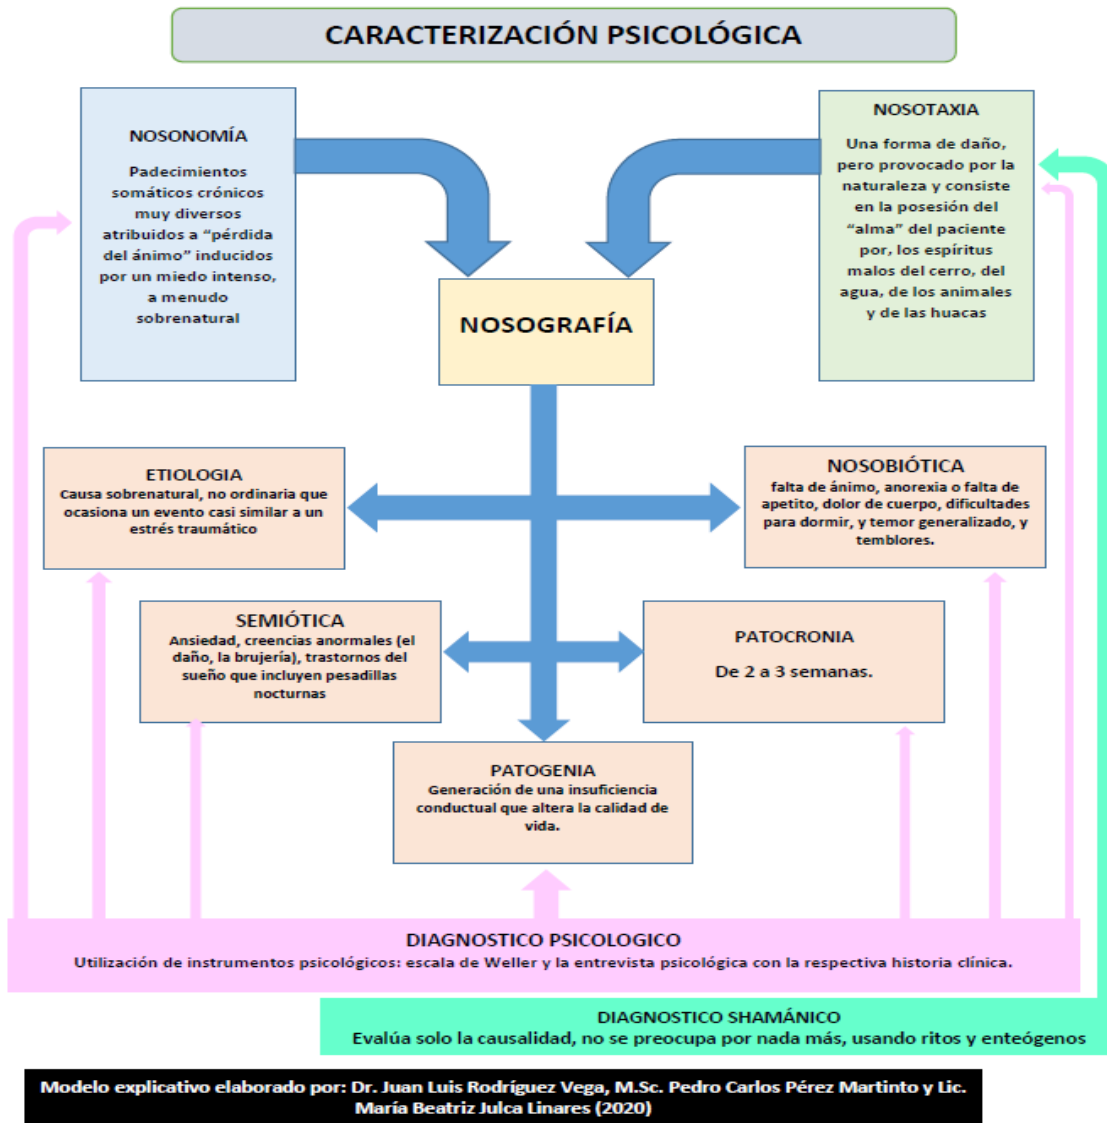 CARACTERIZACIÓN PSICOLÓGICA
NOSONOMÍA
Padecimientos
somáticos crónicos
muy diversos
atribuidos a “pérdida
del ánimo” inducidos
por un miedo intenso,
a menudo
sobrenatural
NOSOTAXIA
Una forma de daño,
pero provocado por la
naturaleza y consiste
en la posesión del
“alma” del paciente
por, los espíritus
malos del cerro, del
agua, de los animales
y de las huacas
NOSOGRAFÍA
ETIOLOGIA
Causa sobrenatural, no ordinaria que
ocasiona un evento casi similar a un
estrés traumático
NOSOBIÓTICA
falta de ánimo, anorexia o falta de
apetito, dolor de cuerpo, dificultades
para dormir, y temor generalizado, y
temblores.
SEMIÓTICA
Ansiedad, creencias anormales (el
daño, la brujería), trastornos del
sueño que incluyen pesadillas
nocturnas
PATOCRONIA
De 2 a 3 semanas.
PATOGENIA
Generación de una insuficiencia
conductual que altera la calidad de
vida.
DIAGNOSTICO PSICOLOGICO
Utilización de instrumentos psicológicos: escala de Weller y la entrevista psicológica con la respectiva historia clínica.
DIAGNOSTICO SHAMÁNICO
Evalúa solo la causalidad, no se preocupa por nada más, usando ritos y enteógenos
Modelo explicativo elaborado por: Dr. Juan Luis Rodríguez Vega, M.Sc. Pedro Carlos Pérez Martinto y Lic.
María Beatriz Julca Linares (2020)